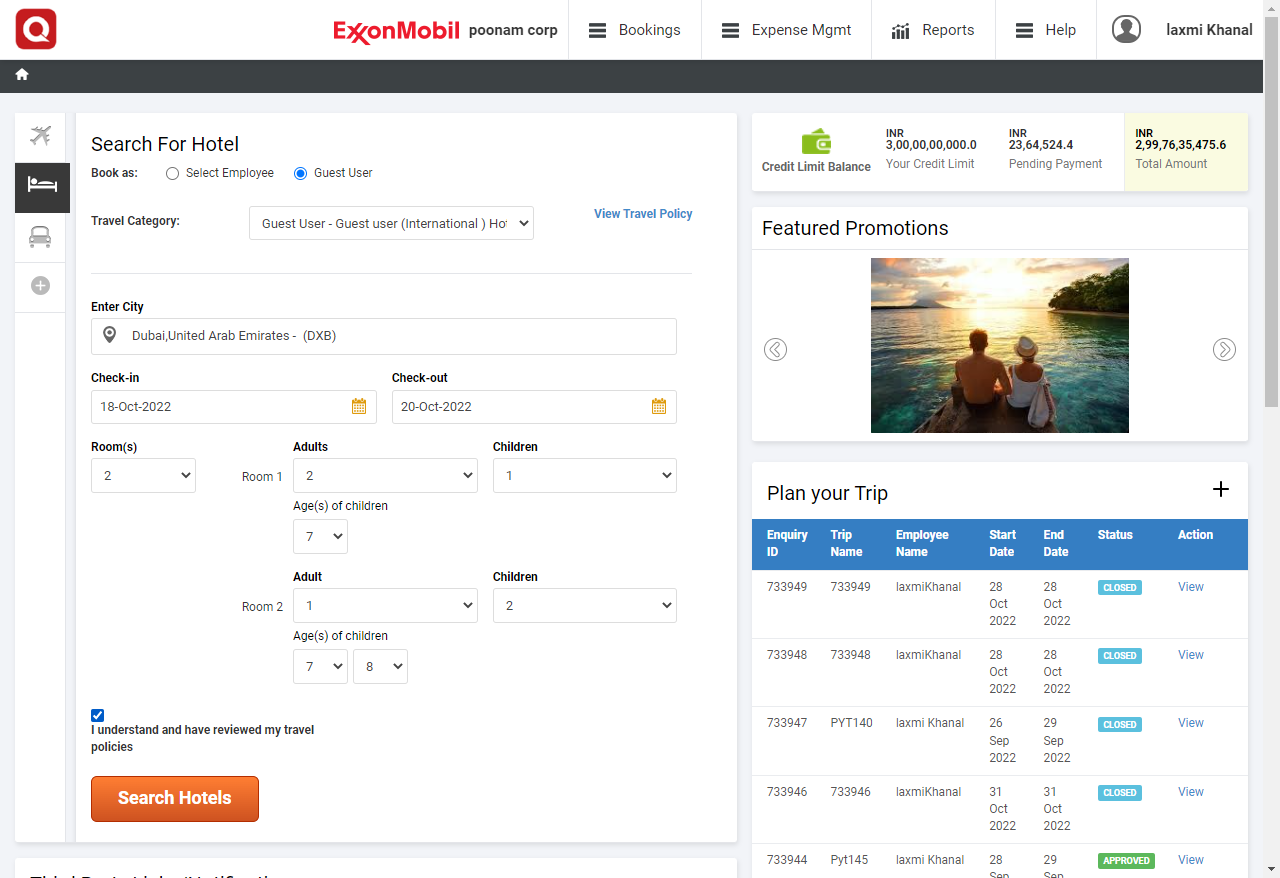 Q
ExxonMobil poonam corp
Bookings
Expense Mgmt
Reports
Help
laxmi Khanal
Search For Hotel
Book as:
Select Employee
Guest User
Travel Category:
Guest User - Guest user (International ) Ho
View Travel Policy
Enter City
Dubai,United Arab Emirates - (DXB)
Check-in
Check-out
18-Oct-2022
20-Oct-2022
Room(s)
Adults
Children
2
Room 1
2
1
Age(s) of children
7
Adult
Children
Room 2
1
2
Age(s) of children
7
8
I understand and have reviewed my travel
policies
Search Hotels
Credit Limit Balance
INR
3,00,00,00,000.0
Your Credit Limit
INR
23,64,524.4
Pending Payment
INR
2,99,76,35,475.6
Total Amount
Featured Promotions
Plan your Trip
Enquiry ID Trip Name Employee Name Start Date End Date Status Action
733949 733949 laxmiKhanal 28 Oct 2022 28 Oct 2022 CLOSED View
733948 733948 laxmiKhanal 28 Oct 2022 28 Oct 2022 CLOSED View
733947 PYT140 laxmi Khanal 26 Sep 2022 29 Sep 2022 CLOSED View
733946 733946 laxmiKhanal 31 Oct 2022 31 Oct 2022 CLOSED View
733944 Pyt145 laxmi Khanal 28 Sep 29 Sep APPROVED View